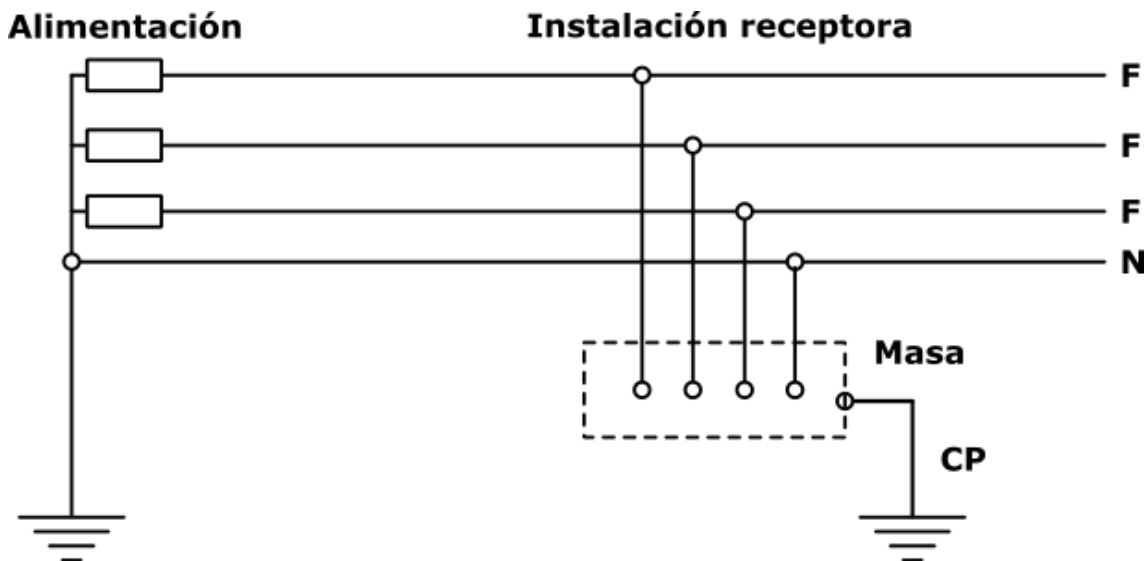 Alimentación
Instalación receptora
F
F
F
N
Masa
CP